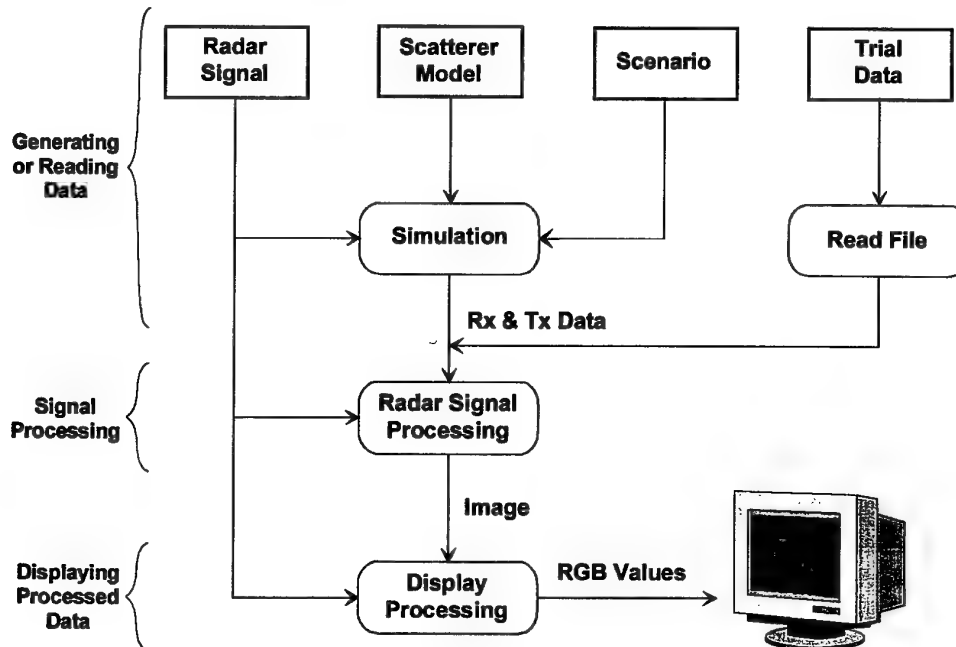 Radar
Signal
Scatterer
Model
Scenario
Trial
Data
Generating
or Reading
Data
Simulation
Read File
Rx & Tx Data
Signal
Processing
Radar Signal
Processing
Image
Displaying
Processed
Data
Display
Processing
RGB Values